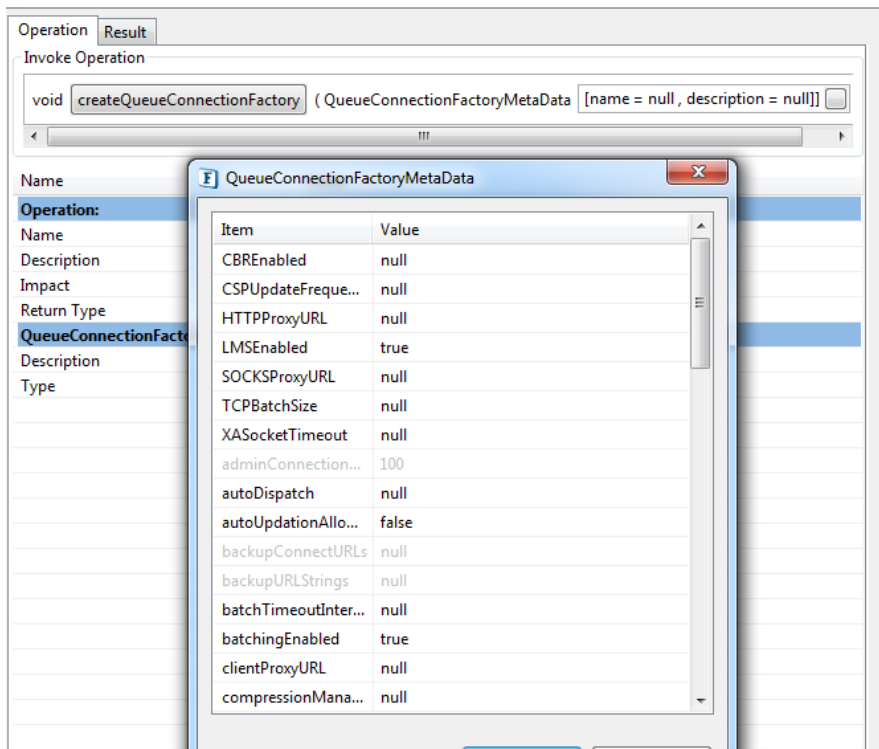 Operation Result
Invoke Operation
void createQueueConnectionFactory ( QueueConnectionFactoryMetaData [name = null , description = null]]
Name
Operation:
Name
Description
Impact
Return Type
QueueConnectionFacto
Description
Type
F QueueConnectionFactoryMetaData
Item Value
CBREnabled null
CSPUpdateFreque... null
HTTPProxyURL null
LMSEnabled true
SOCKSProxyURL null
TCPBatchSize null
XASocketTimeout null
adminConnection... 100
autoDispatch null
autoUpdationAllo... false
backupConnectURLs null
backupURLStrings null
batchTimeoutInter... null
batchingEnabled true
clientProxyURL null
compressionMana... null